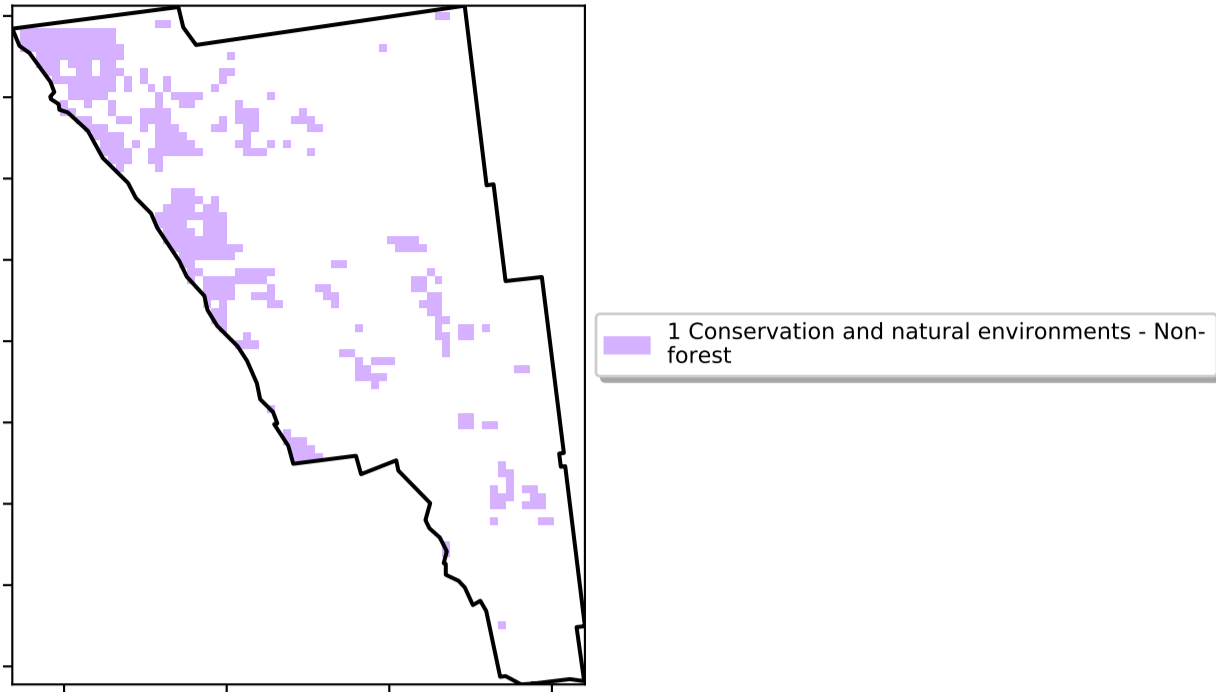 1 Conservation and natural environments - Non-
forest